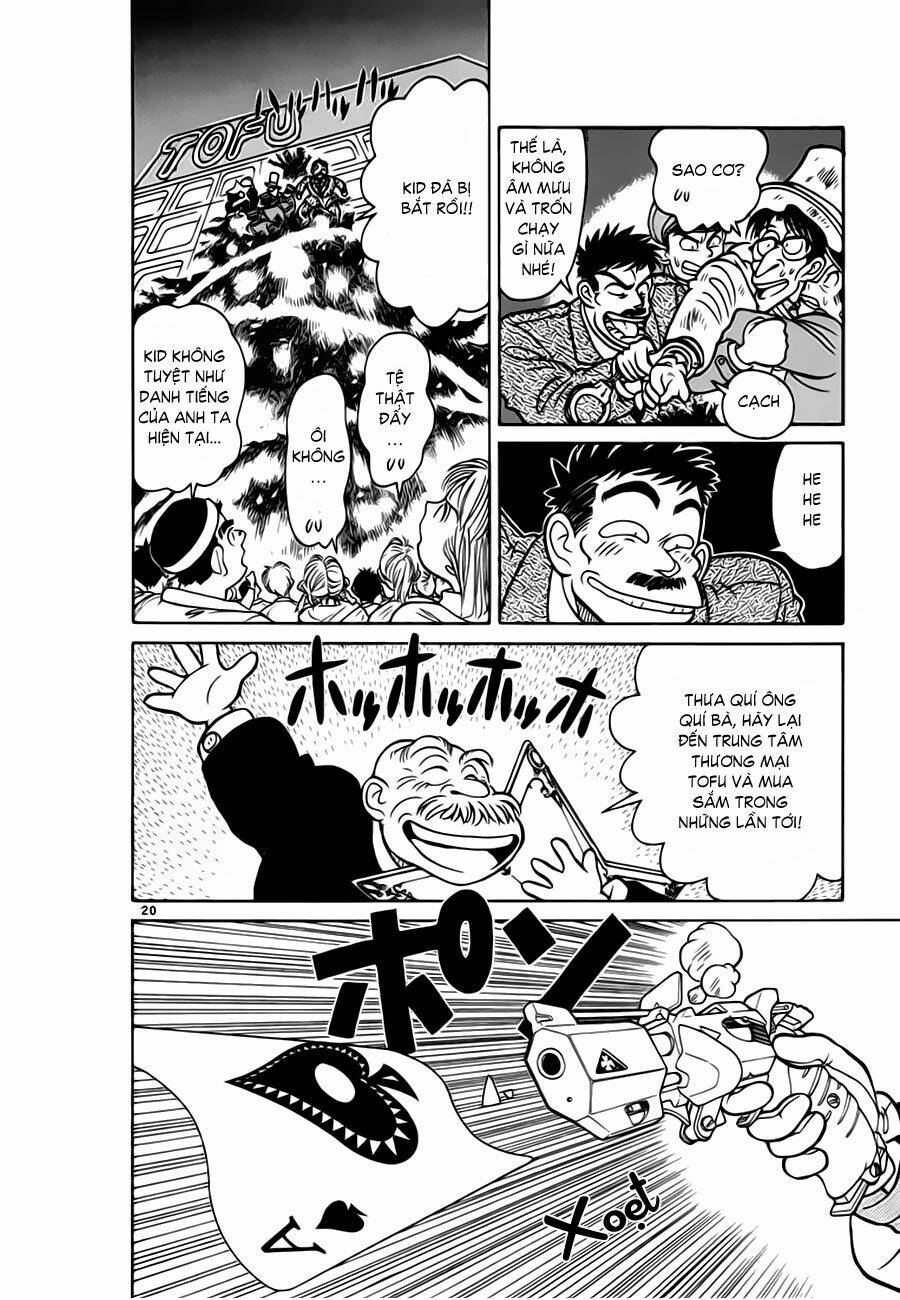 THẾ LÀ,
KHÔNG
ÂM MƯU
VÀ TRỐN
CHẠY
GÌ NỮA
NHÉ!
SAO CƠ?
CẠCH
HE
HE
HE
TOFU
KID ĐÃ BỊ
BẮT RỒI!!
TỆ
THẬT
ĐẤY
...
ÔI
KHÔNG
...
KID KHÔNG
TUYỆT NHƯ
DANH TIẾNG
CỦA ANH TA
HIỆN TẠI...
THƯA QUÍ ÔNG
QUÍ BÀ, HÃY LẠI
ĐẾN TRUNG TÂM
THƯƠNG MẠI
TOFU VÀ MUA
SẮM TRONG
NHỮNG LẦN TỚI!
ホッホッホッホ
20
ポン
Xoẹt
A